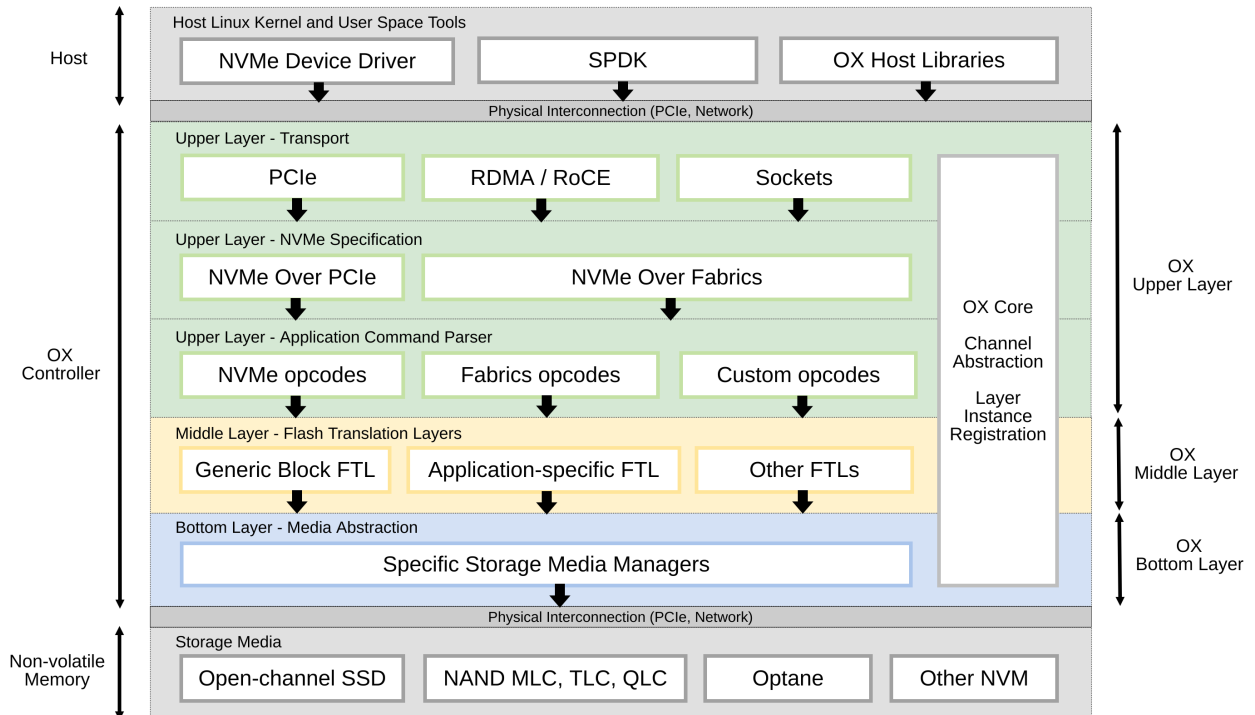 Host Linux Kernel and User Space Tools
Host
NVMe Device Driver
SPDK
OX Host Libraries
Physical Interconnection (PCIe, Network)
Upper Layer - Transport
PCIe
RDMA / RoCE
Sockets
Upper Layer - NVMe Specification
NVMe Over PCIe
NVMe Over Fabrics
OX
Upper Layer
OX Core
Channel
Abstraction
Layer
Instance
Registration
Upper Layer - Application Command Parser
OX
Controller
NVMe opcodes
Fabrics opcodes
Custom opcodes
Middle Layer - Flash Translation Layers
Generic Block FTL
Application-specific FTL
Other FTLs
OX
Middle Layer
Bottom Layer - Media Abstraction
Specific Storage Media Managers
OX
Bottom Layer
Physical Interconnection (PCIe, Network)
Storage Media
Non-volatile
Memory
Open-channel SSD
NAND MLC, TLC, QLC
Optane
Other NVM